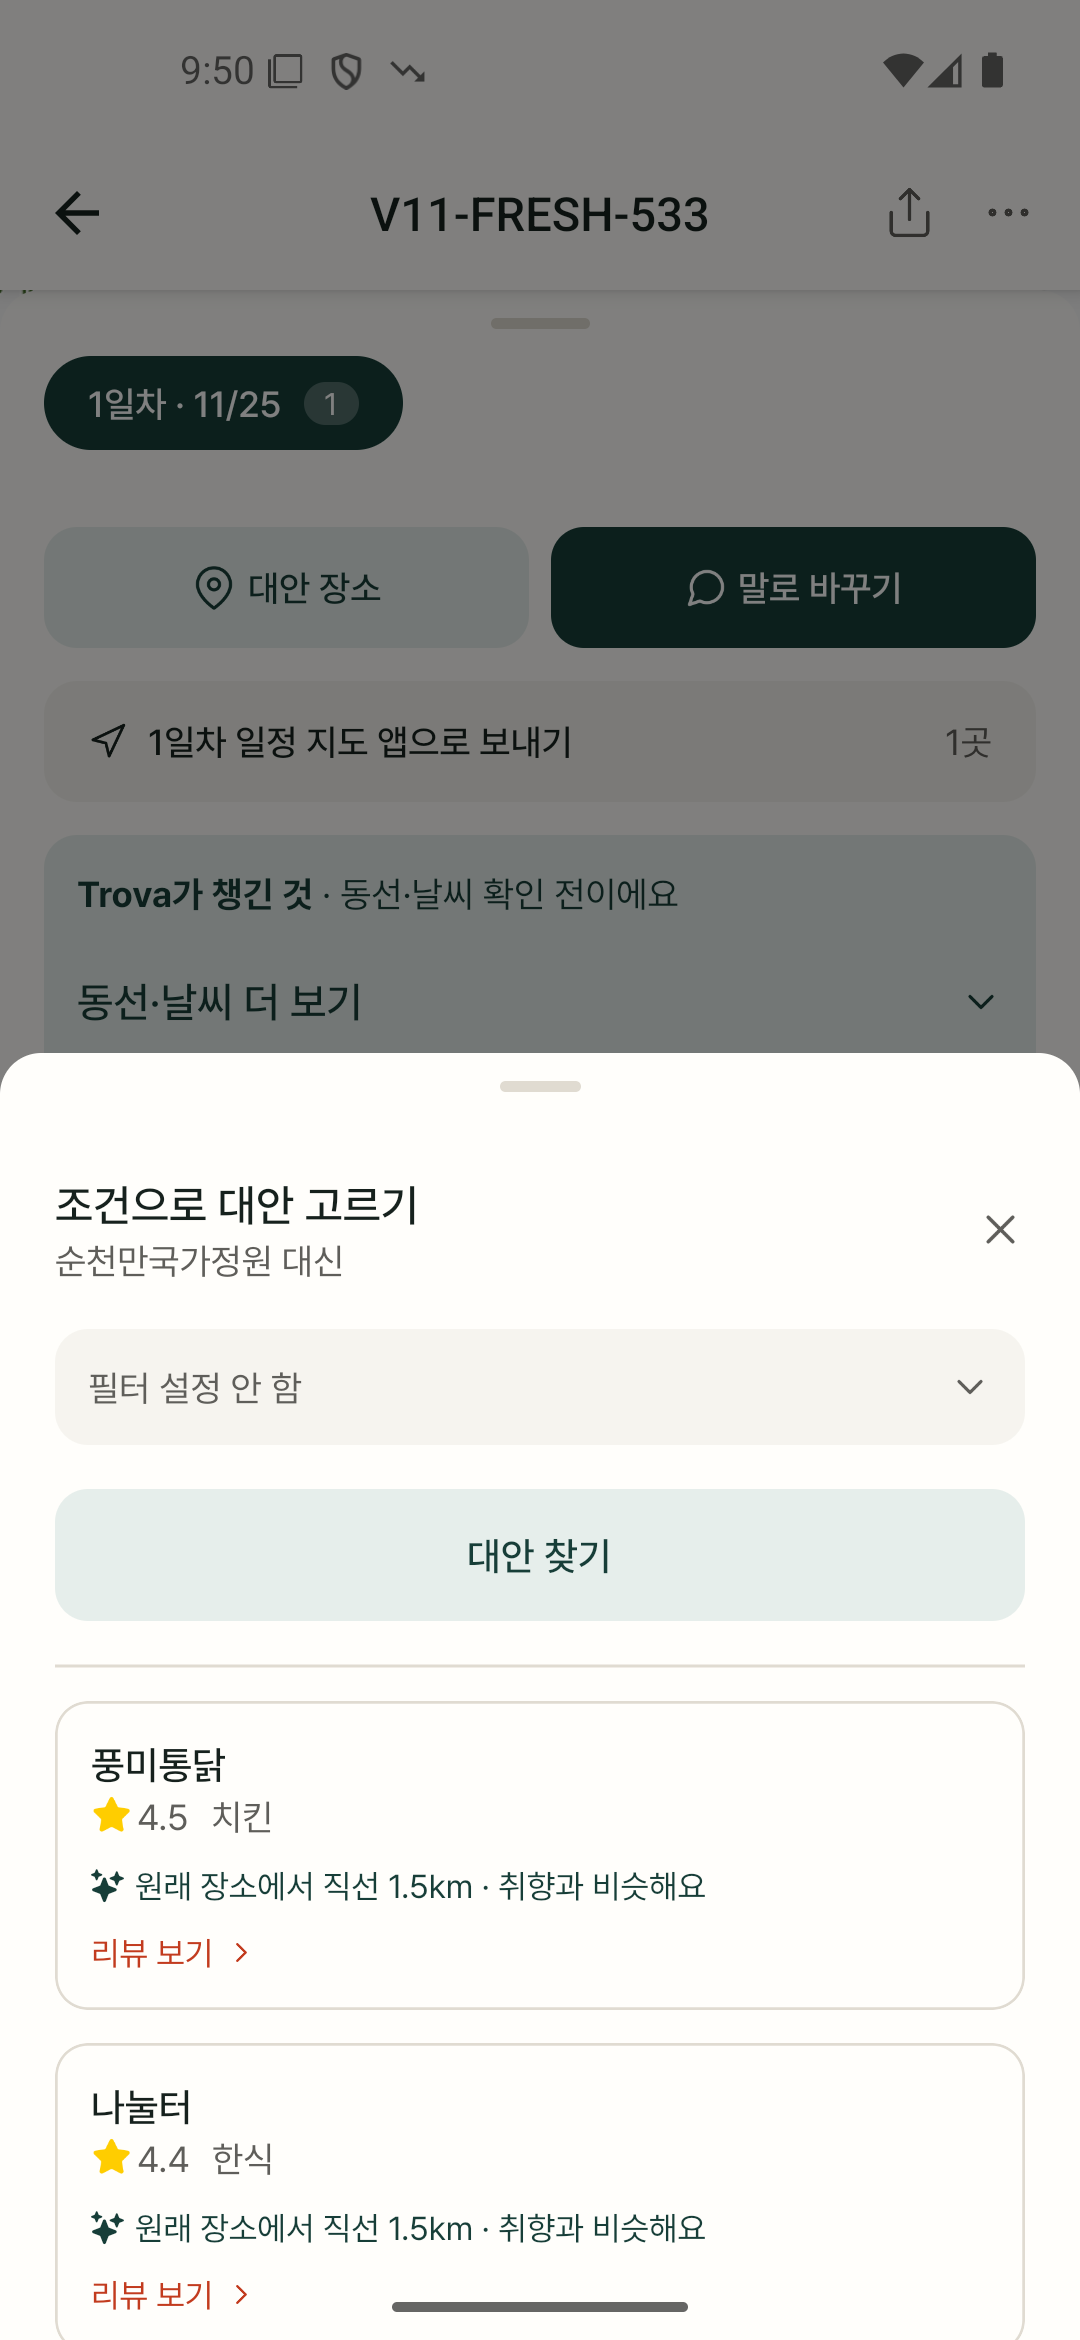 9:50
V11-FRESH-533
1일차 · 11/25 1
대안 장소
말로 바꾸기
1일차 일정 지도 앱으로 보내기 1곳
Trova가 챙긴 것 · 동선·날씨 확인 전이에요
동선·날씨 더 보기
조건으로 대안 고르기
순천만국가정원 대신
필터 설정 안 함
대안 찾기
풍미통닭
4.5 치킨
원래 장소에서 직선 1.5km · 취향과 비슷해요
리뷰 보기
나눌터
4.4 한식
원래 장소에서 직선 1.5km · 취향과 비슷해요
리뷰 보기